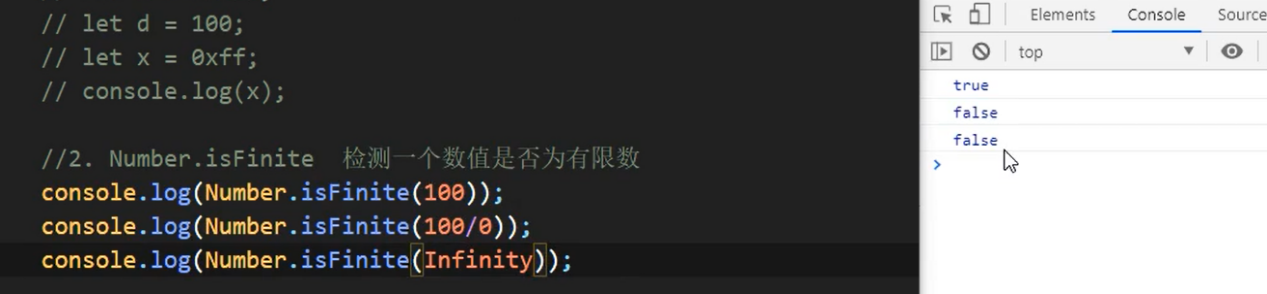 // let d = 100;
// let x = 0xff;
// console.log(x);
//2. Number.isFinite 检测一个数值是否为有限数
console.log(Number.isFinite(100));
console.log(Number.isFinite(100/0));
console.log(Number.isFinite(Infinity));
Elements Console Source
top
true
false
false